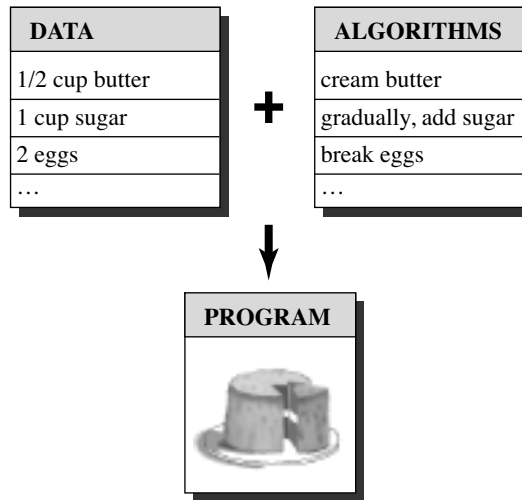 DATA
1/2 cup butter
1 cup sugar
2 eggs
…
+
ALGORITHMS
cream butter
gradually, add sugar
break eggs
…
PROGRAM